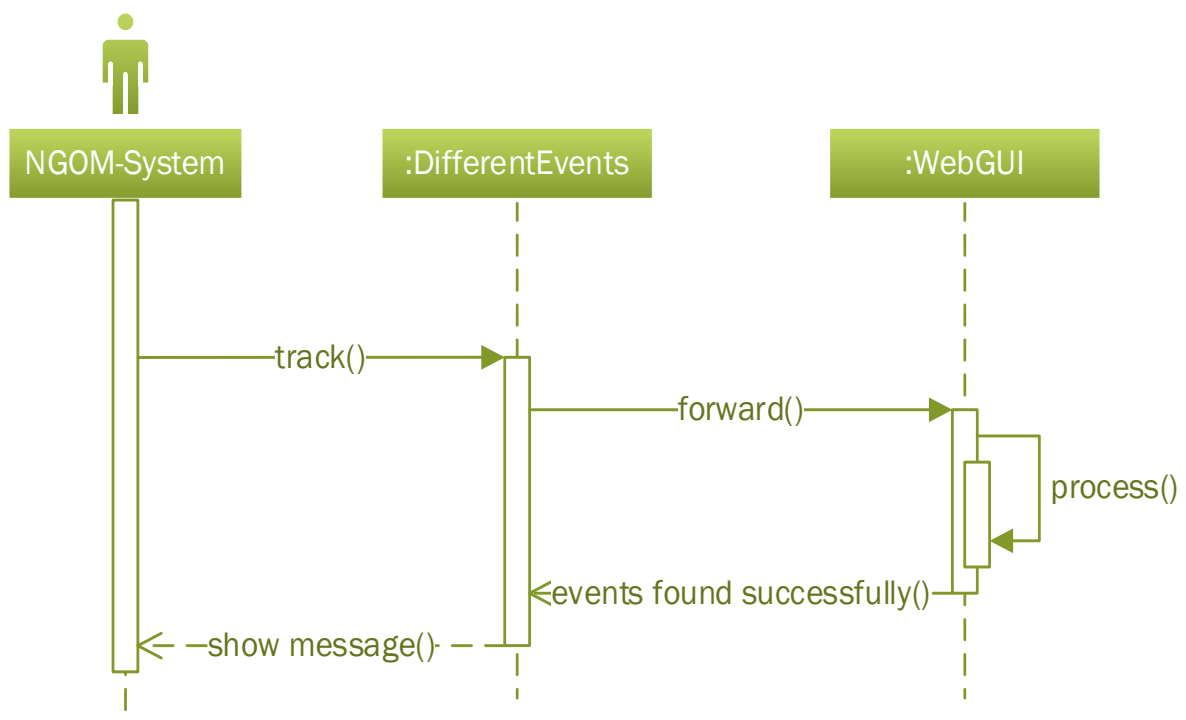 NGOM-System
:DifferentEvents
:WebGUI
track()
forward()
process()
events found successfully()
show message()